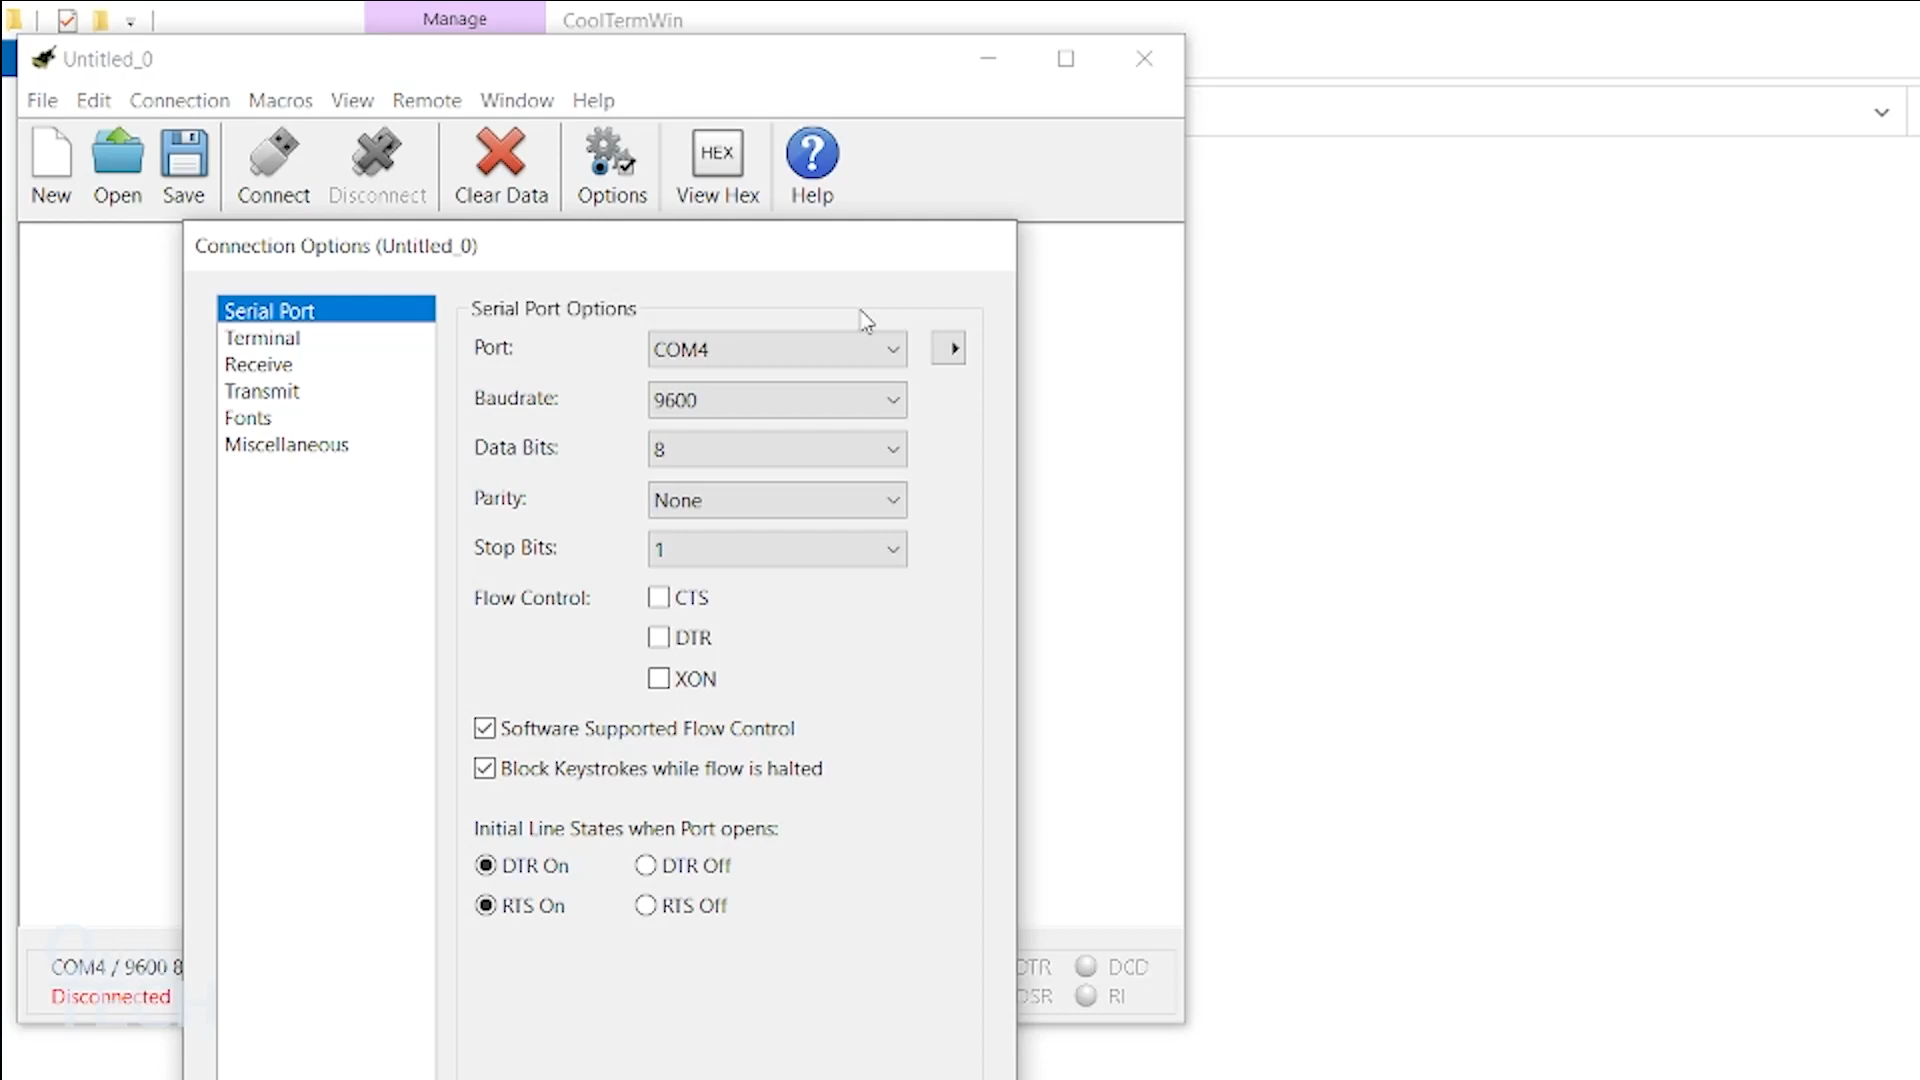 Manage
CoolTermWin
Untitled_0
File Edit Connection Macros View Remote Window Help
HEX
New Open Save Connect Disconnect Clear Data Options View Hex Help
Connection Options (Untitled_0)
Serial Port
Terminal
Receive
Transmit
Fonts
Miscellaneous
Serial Port Options
Port: COM4
Baudrate: 9600
Data Bits: 8
Parity: None
Stop Bits: 1
Flow Control: CTS
DTR
XON
Software Supported Flow Control
Block Keystrokes while flow is halted
Initial Line States when Port opens:
DTR On DTR Off
RTS On RTS Off
COM4 / 9600 8
Disconnected
DTR DCD
DSR RI